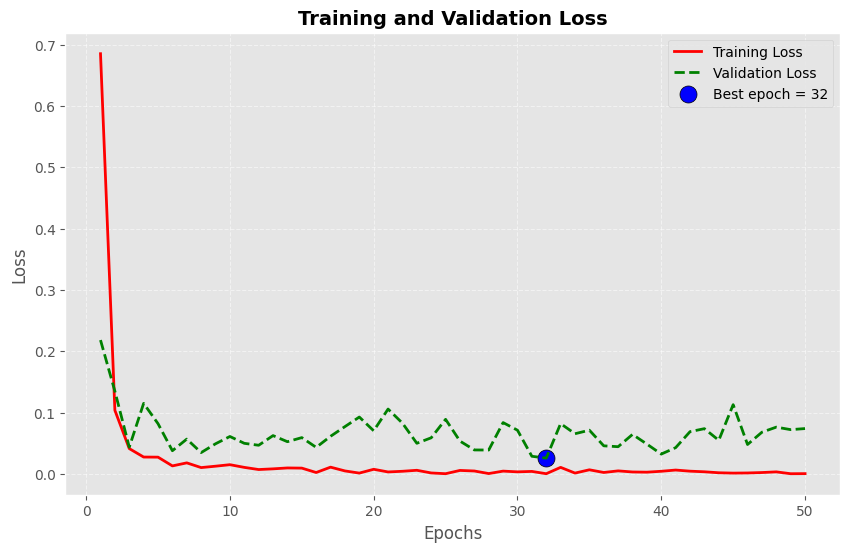 Training and Validation Loss
Training Loss
Validation Loss
Best epoch = 32
0.7
0.6
0.5
0.4
0.3
0.2
0.1
0.0
Loss
0 10 20 30 40 50
Epochs